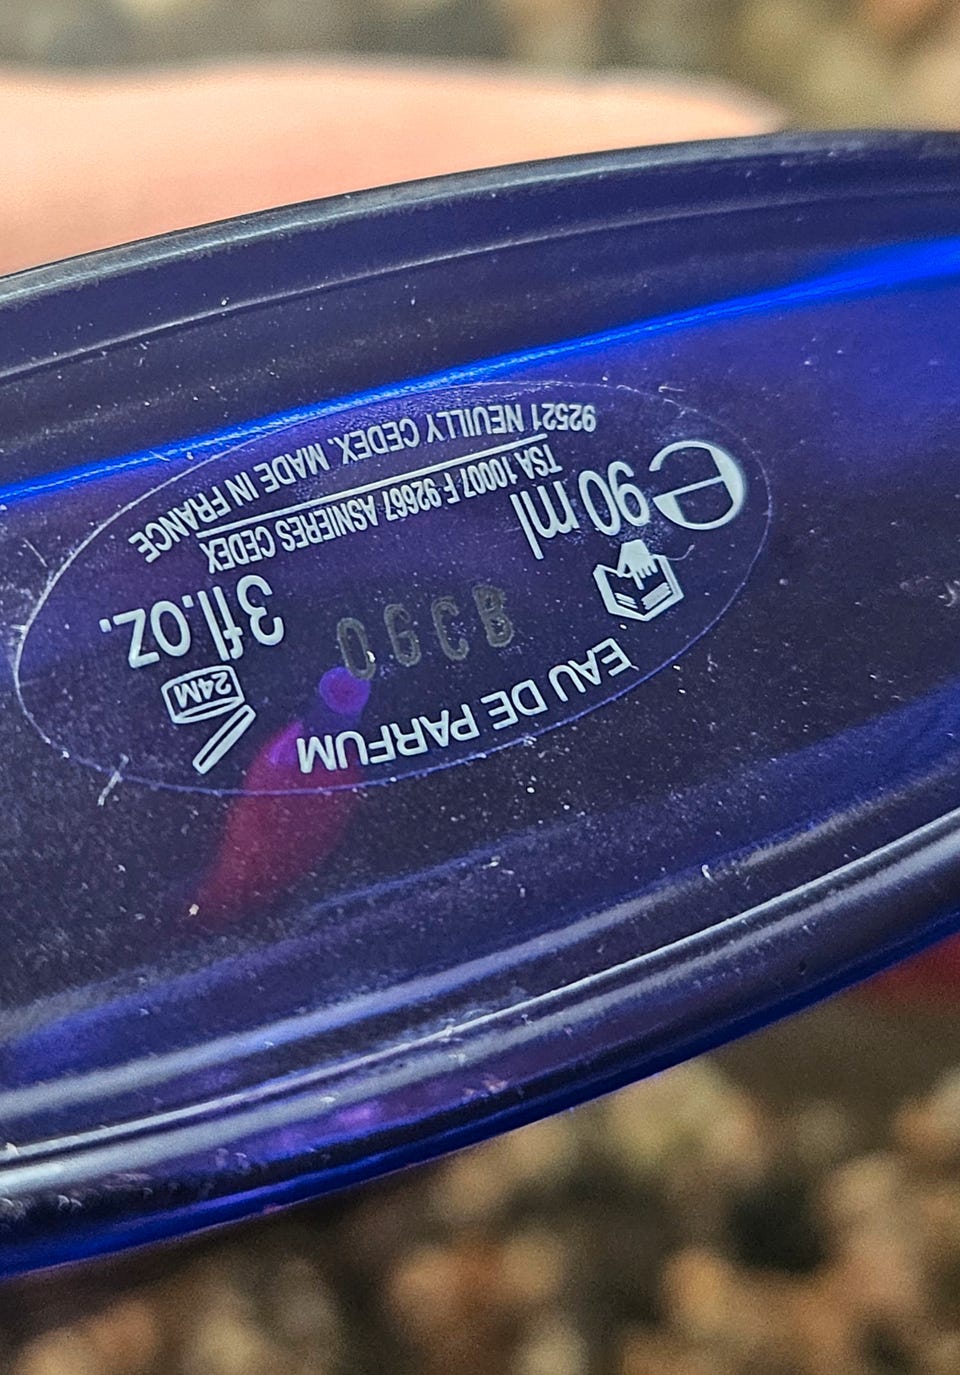 EAU DE PARFUM
24M
e 90 ml 3fl.oz.
TSA 10007 F-92667 ASNIERES CEDEX
92521 NEUILLY CEDEX. MADE IN FRANCE